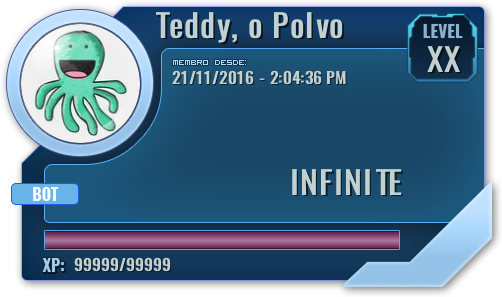 Teddy, o Polvo
LEVEL
XX
MEMBRO DESDE:
21/11/2016 - 2:04:36 PM
INFINITE
BOT
XP: 99999/99999